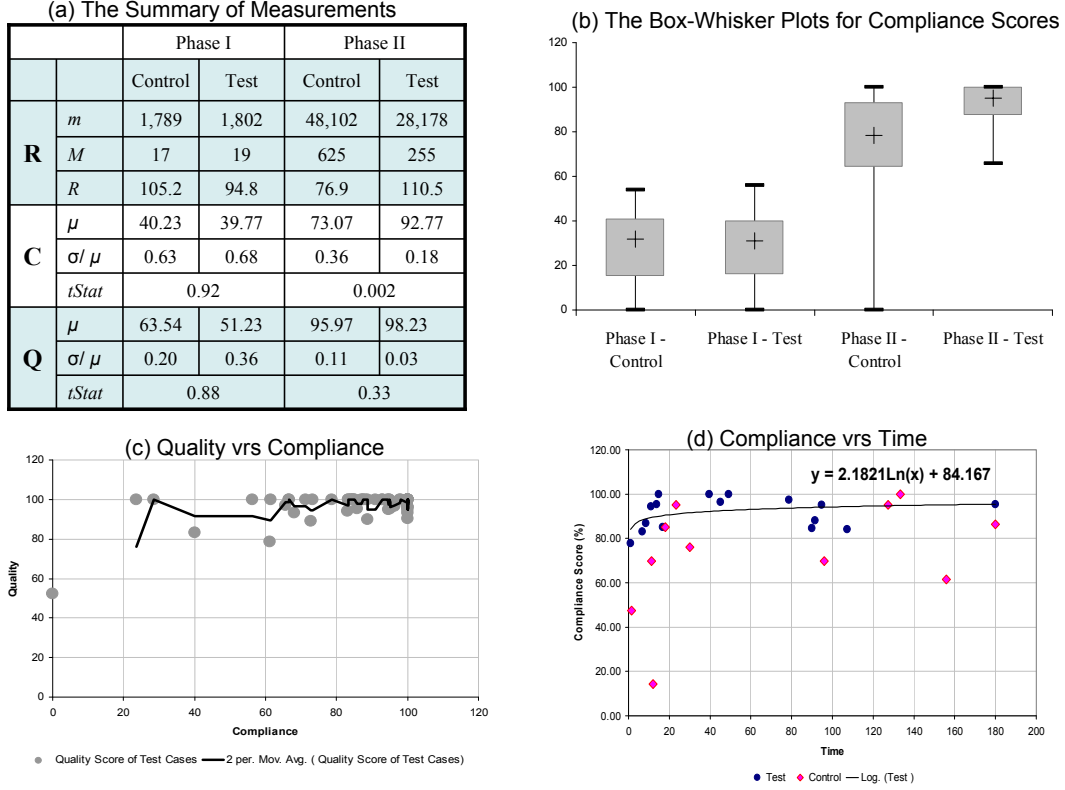 (a) The Summary of Measurements
Phase I Phase II
Control Test Control Test
R
m 1,789 1,802 48,102 28,178
M 17 19 625 255
R 105.2 94.8 76.9 110.5
C
μ 40.23 39.77 73.07 92.77
σ/ μ 0.63 0.68 0.36 0.18
tStat 0.92 0.002
Q
μ 63.54 51.23 95.97 98.23
σ/ μ 0.20 0.36 0.11 0.03
tStat 0.88 0.33
(b) The Box-Whisker Plots for Compliance Scores
120
100
80
60
40
20
0
Phase I - Control
Phase I - Test
Phase II - Control
Phase II - Test
(c) Quality vrs Compliance
120
100
80
60
40
20
0
Quality
0 20 40 60 80 100 120
Compliance
Quality Score of Test Cases 2 per. Mov. Avg. ( Quality Score of Test Cases)
(d) Compliance vrs Time
y = 2.1821Ln(x) + 84.167
120.00
100.00
80.00
60.00
40.00
20.00
0.00
Compliance Score (%)
0 20 40 60 80 100 120 140 160 180 200
Time
Test Control Log. (Test )